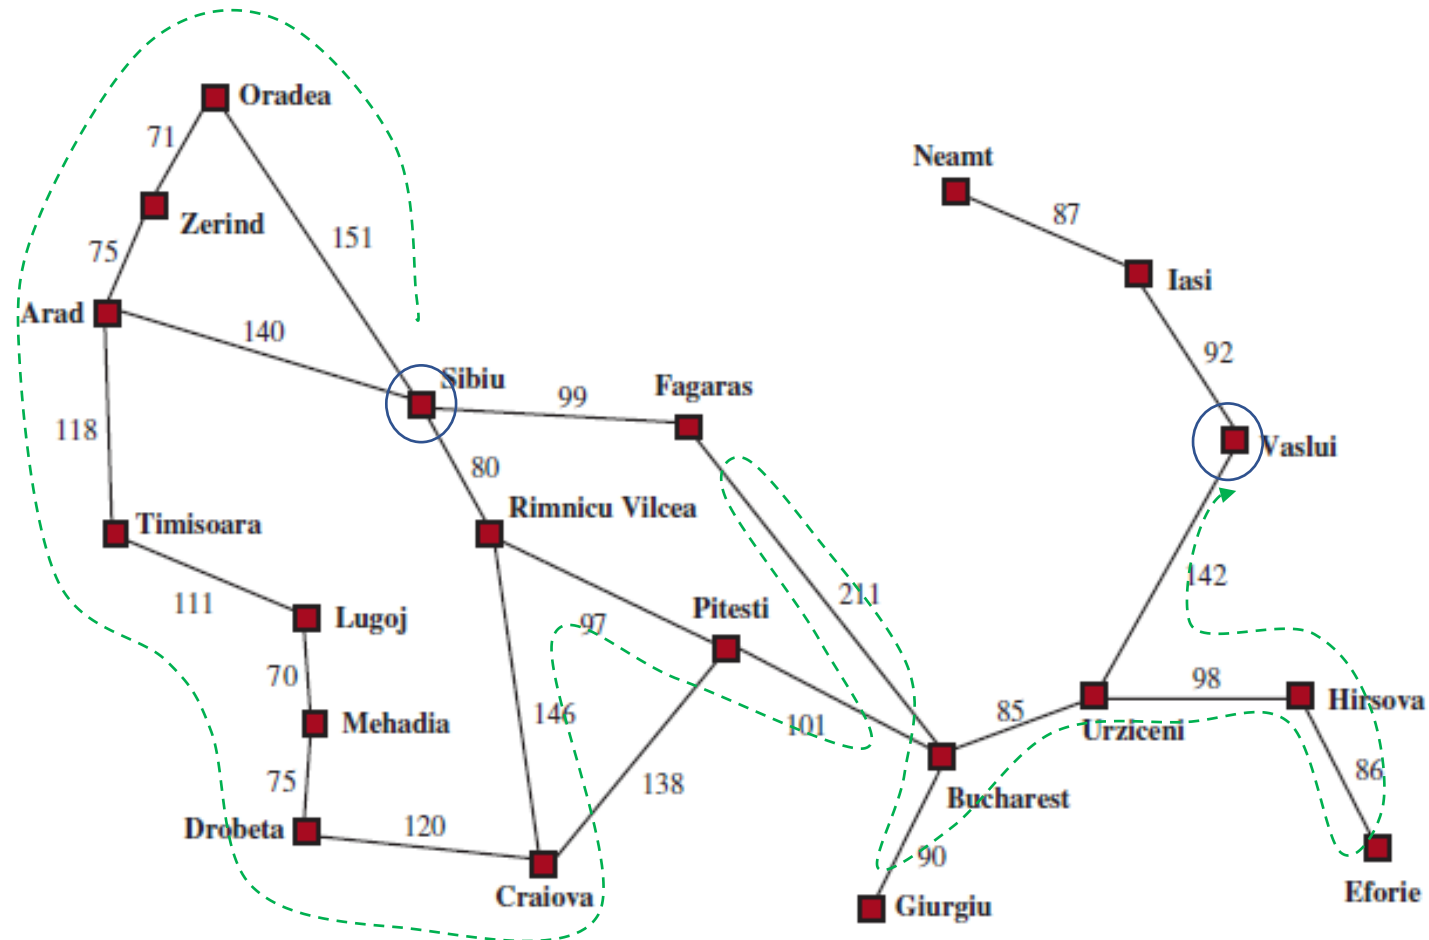 Oradea
71
Neamt
87
Zerind
151
75
Iasi
Arad
140
92
Sibiu
99
Fagaras
118
Vaslui
80
Rimnicu Vilcea
Timisoara
142
211
111
Lugoj
97
Pitesti
70
98
Hirsova
146
101
85
Mehadia
Urziceni
86
75
138
Bucharest
Drobeta
120
90
Craiova
Giurgiu
Eforie